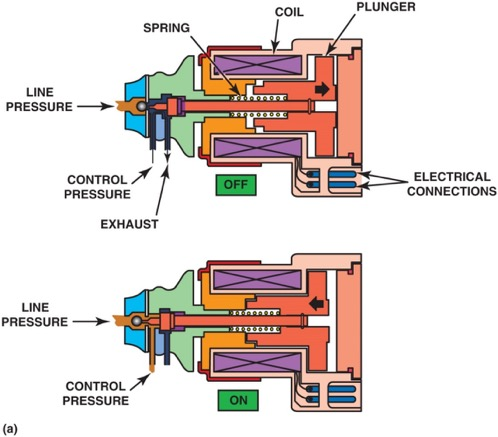 PLUNGER
COIL
SPRING
LINE
PRESSURE
CONTROL
PRESSURE
EXHAUST
OFF
ELECTRICAL
CONNECTIONS
LINE
PRESSURE
CONTROL
PRESSURE
ON
(a)